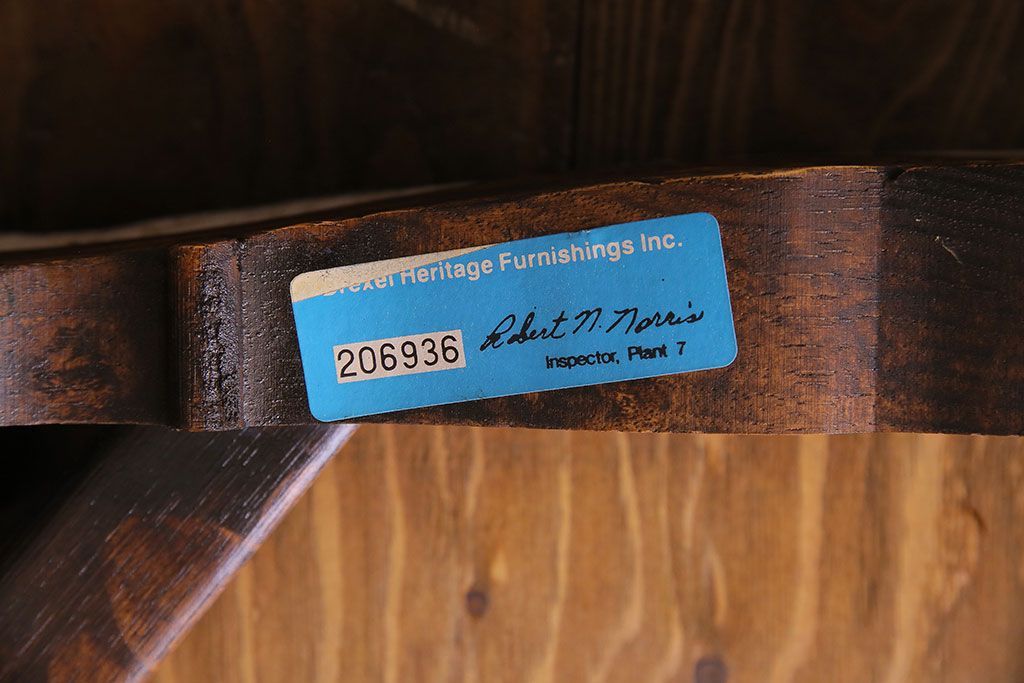 Drexel Heritage Furnishings Inc.
206936
Robert N. Norris
Inspector, Plant 7